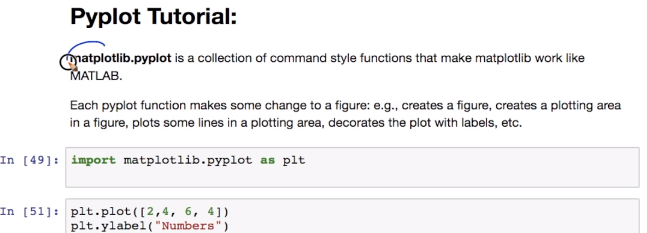 Pyplot Tutorial:
matplotlib.pyplot is a collection of command style functions that make matplotlib work like
MATLAB.
Each pyplot function makes some change to a figure: e.g., creates a figure, creates a plotting area
in a figure, plots some lines in a plotting area, decorates the plot with labels, etc.
In [49]: import matplotlib.pyplot as plt
In [51]: plt.plot([2,4, 6, 4])
plt.ylabel("Numbers")